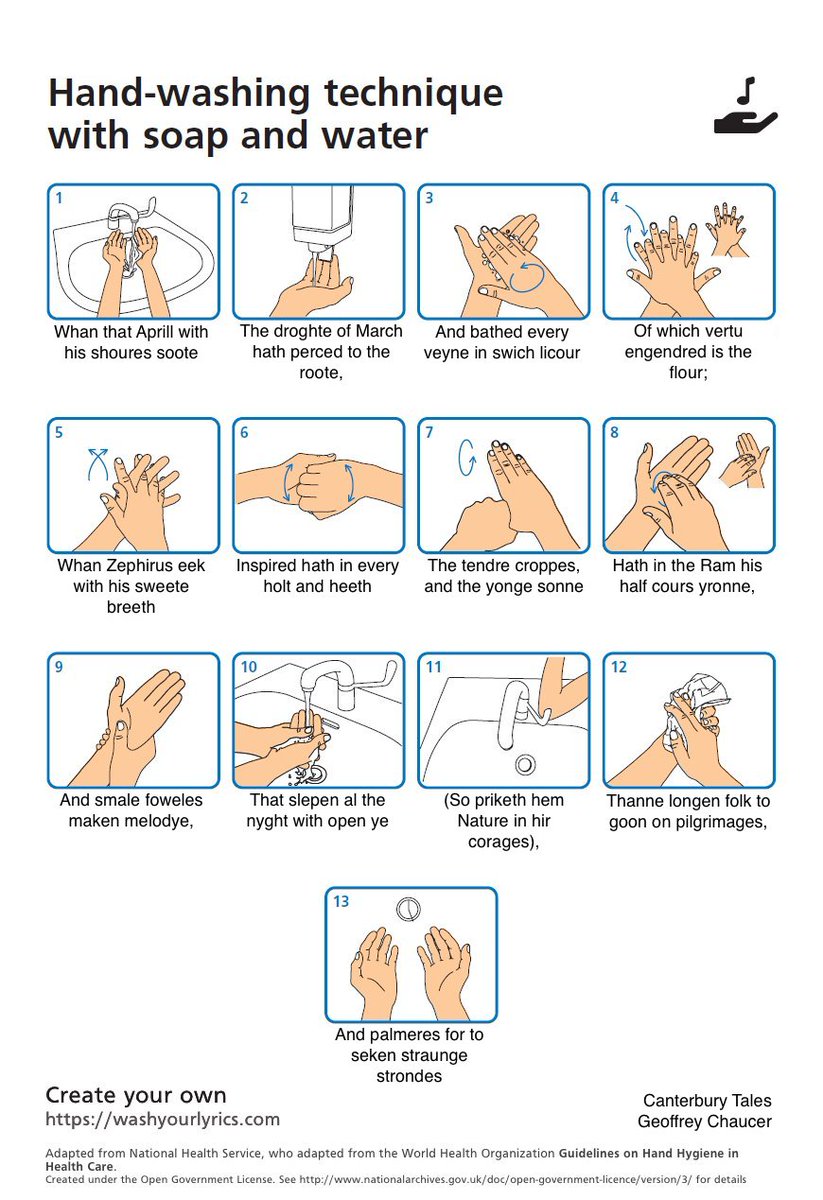 Hand-washing technique
with soap and water
1
Whan that Aprill with
his shoures soote
2
The droghte of March
hath perced to the
roote,
3
And bathed every
veyne in swich licour
4
Of which vertu
engendred is the
flour;
5
Whan Zephirus eek
with his sweete
breeth
6
Inspired hath in every
holt and heeth
7
The tendre croppes,
and the yonge sonne
8
Hath in the Ram his
half cours yronne,
9
And smale foweles
maken melodye,
10
That slepen al the
nyght with open ye
11
(So priketh hem
Nature in hir
corages),
12
Thanne longen folk to
goon on pilgrimages,
13
And palmeres for to
seken straunge
strondes
Create your own
https://washyourlyrics.com
Canterbury Tales
Geoffrey Chaucer
Adapted from National Health Service, who adapted from the World Health Organization Guidelines on Hand Hygiene in
Health Care.
Created under the Open Government License. See http://www.nationalarchives.gov.uk/doc/open-government-licence/version/3/ for details